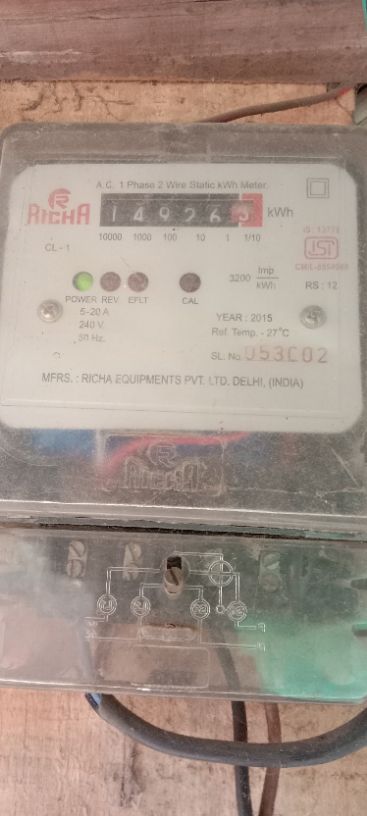 A.C. 1 Phase 2 Wire Static kWh Meter.
RICHA
14926 kWh
10000 1000 100 10 1 1/10
IS: 13779
ISI
CL - 1
POWER REV EFLT CAL
3200 Imp/kWh
RS : 12
5-20 A
240 V.
50 Hz.
YEAR : 2015
Ref. Temp. - 27°C
SL. No. 053C02
MFRS. : RICHA EQUIPMENTS PVT. LTD. DELHI, (INDIA)
RICHA